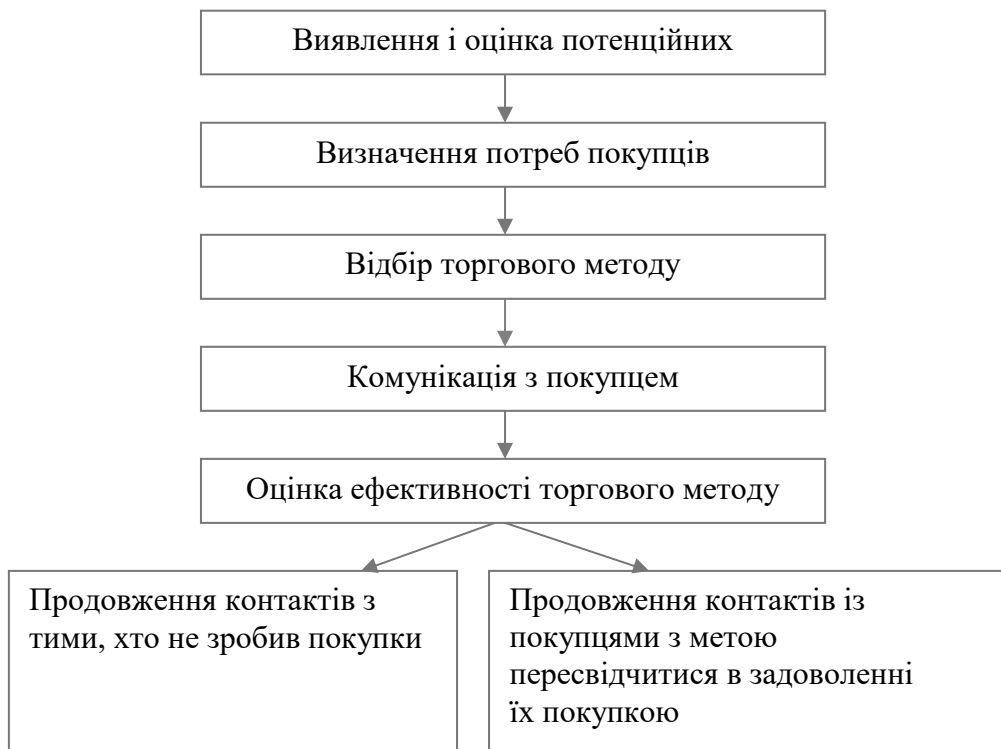 Виявлення і оцінка потенційних
Визначення потреб покупців
Відбір торгового методу
Комунікація з покупцем
Оцінка ефективності торгового методу
Продовження контактів з
тими, хто не зробив покупки
Продовження контактів із
покупцями з метою
пересвідчитися в задоволенні
їх покупкою